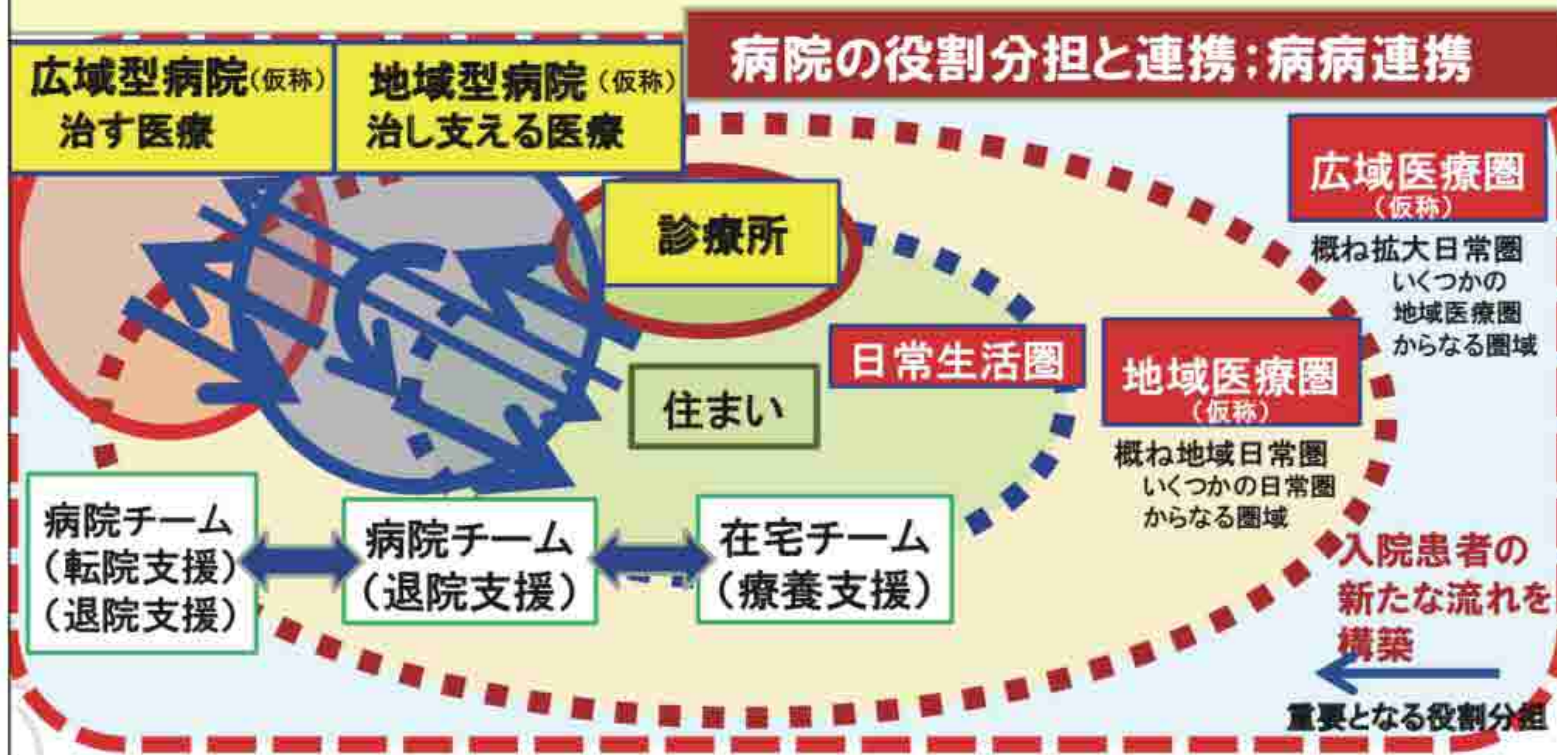 病院の役割分担と連携;病病連携
広域型病院(仮称)
治す医療
地域型病院(仮称)
治し支える医療
診療所
住まい
日常生活圏
地域医療圏
(仮称)
概ね地域日常圏
いくつかの日常圏
からなる圏域
広域医療圏
(仮称)
概ね拡大日常圏
いくつかの
地域医療圏
からなる圏域
病院チーム
(転院支援)
(退院支援)
病院チーム
(退院支援)
在宅チーム
(療養支援)
入院患者の
新たな流れを
構築
重要となる役割分担